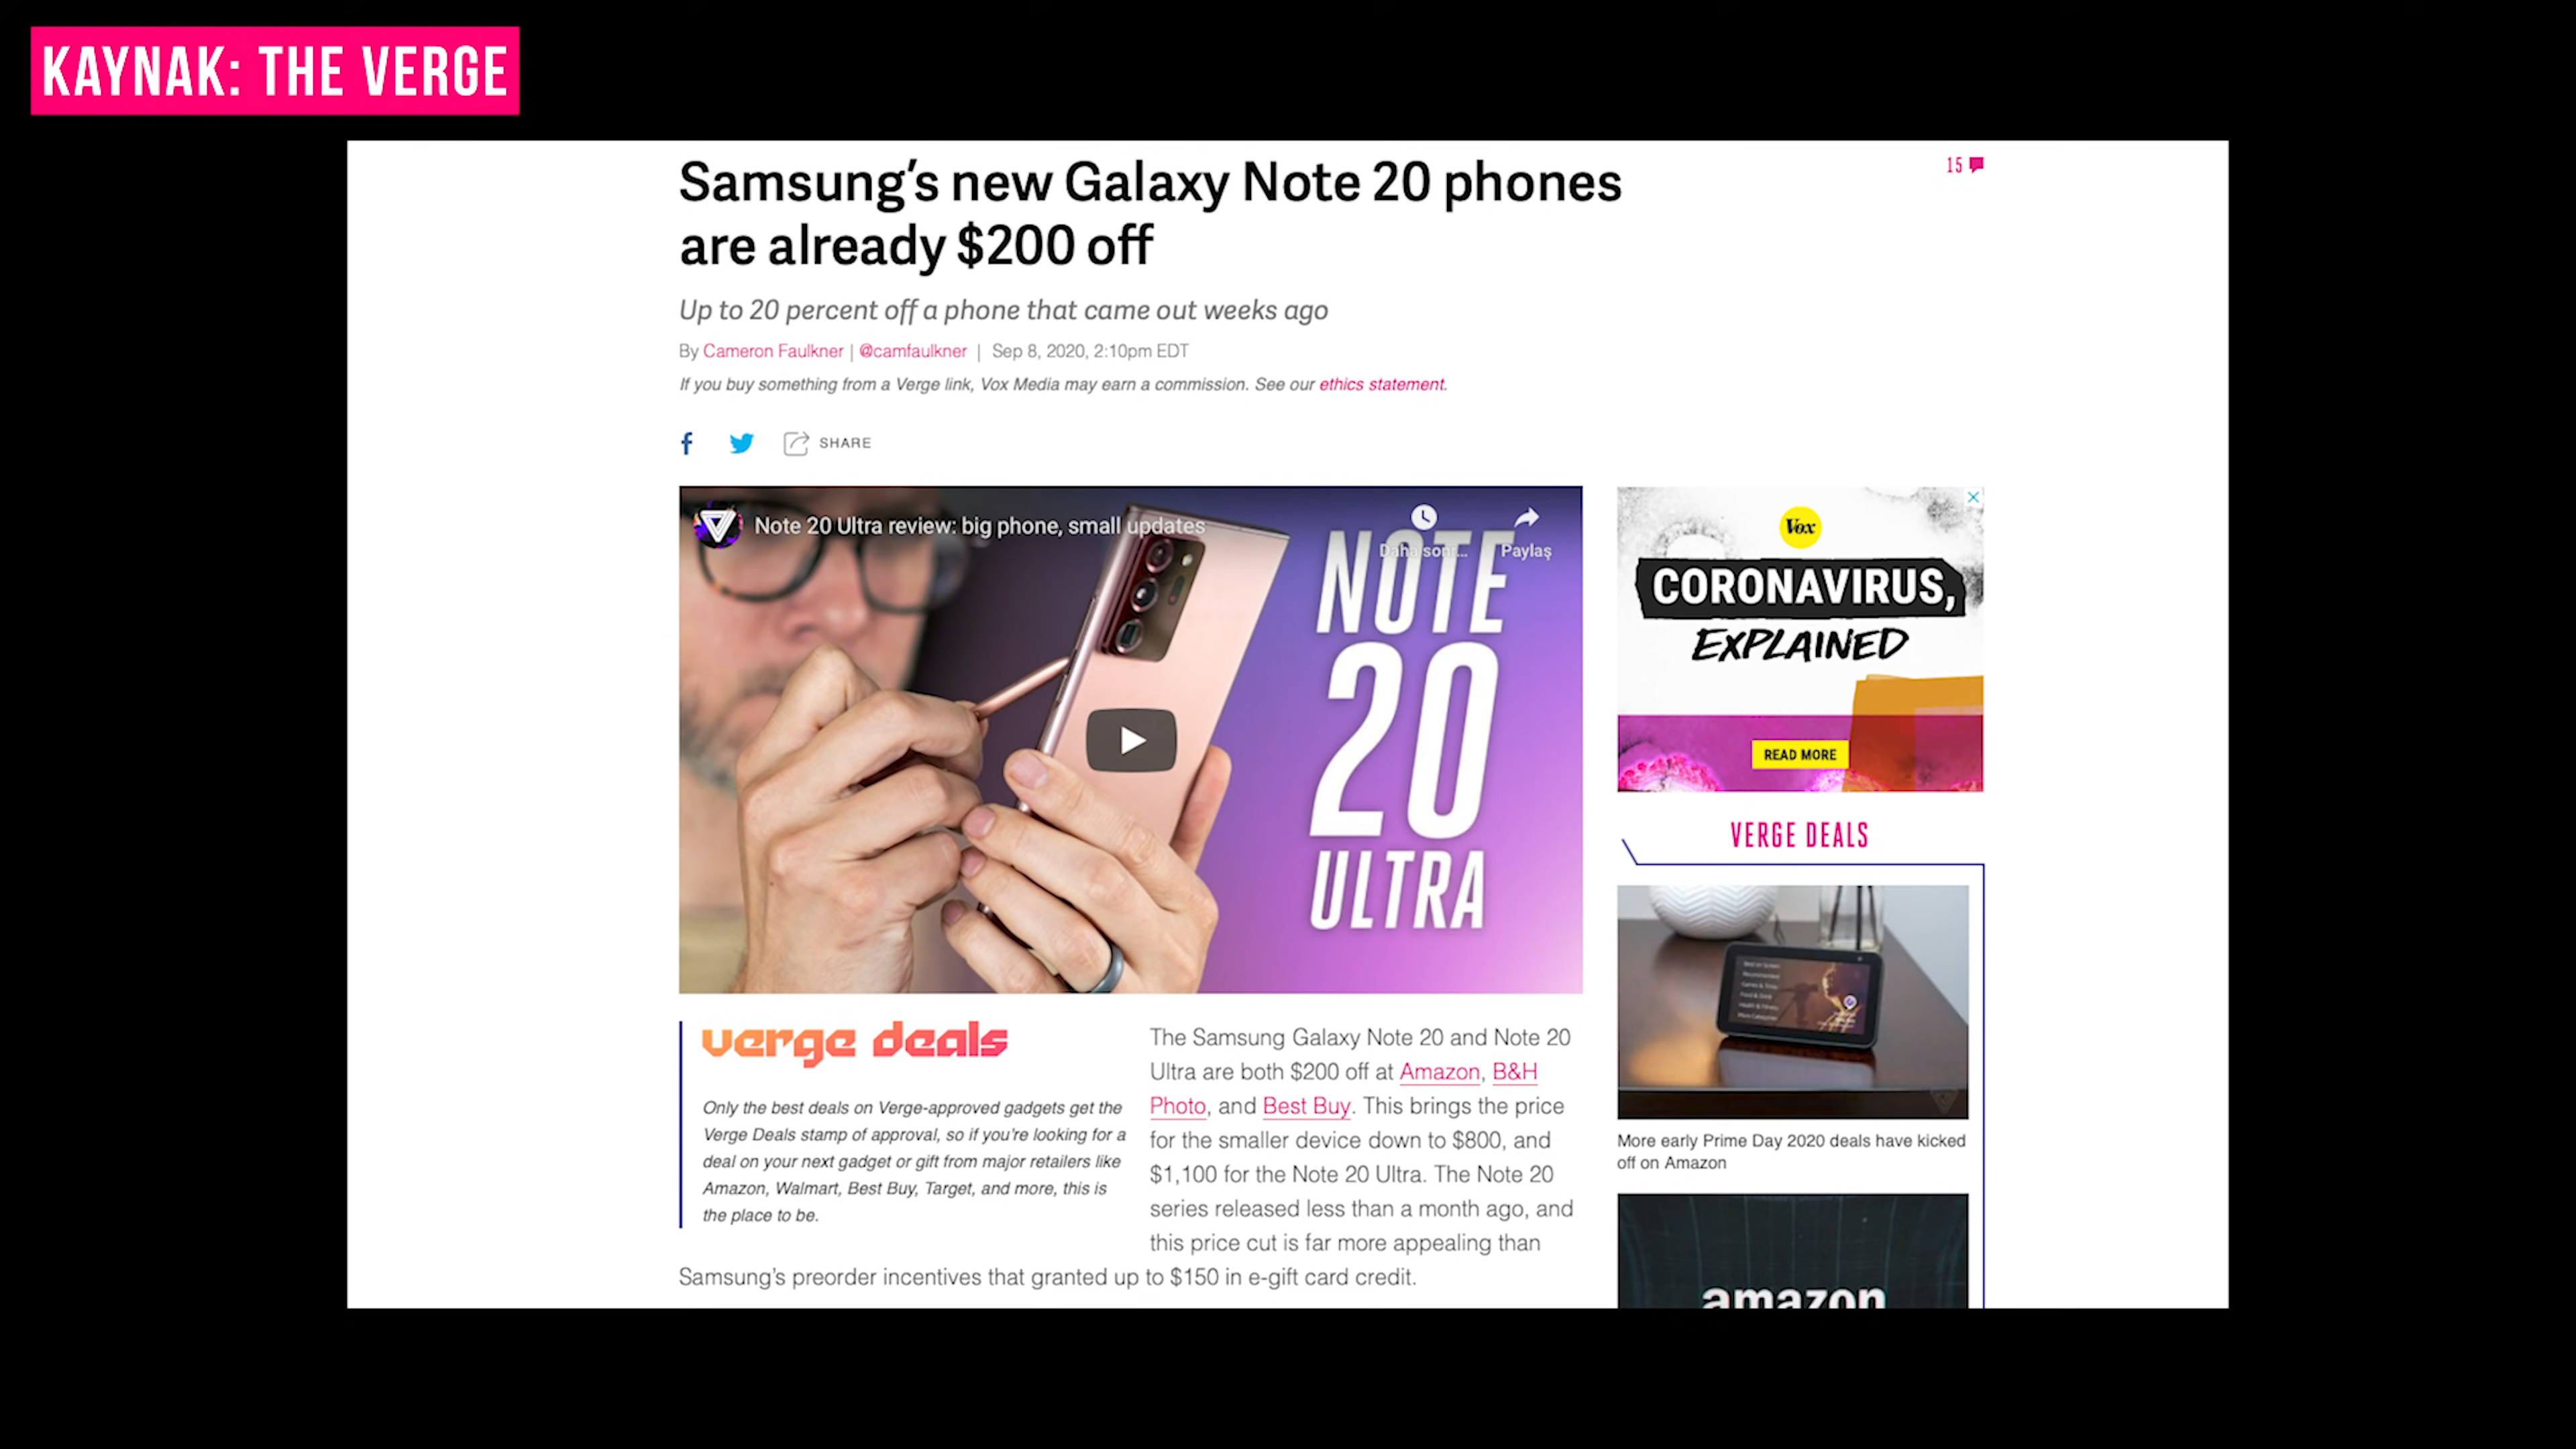 KAYNAK: THE VERGE
Samsung's new Galaxy Note 20 phones
are already $200 off
15
Up to 20 percent off a phone that came out weeks ago
By Cameron Faulkner | @camfaulkner | Sep 8, 2020, 2:10pm EDT
If you buy something from a Verge link, Vox Media may earn a commission. See our ethics statement.
f
SHARE
Note 20 Ultra review: big phone, small updates
Daha sonr...
Paylaş
NOTE
20
ULTRA
Vox
CORONAVIRUS,
EXPLAINED
READ MORE
VERGE DEALS
verge deals
Only the best deals on Verge-approved gadgets get the
Verge Deals stamp of approval, so if you're looking for a
deal on your next gadget or gift from major retailers like
Amazon, Walmart, Best Buy, Target, and more, this is
the place to be.
The Samsung Galaxy Note 20 and Note 20
Ultra are both $200 off at Amazon, B&H
Photo, and Best Buy. This brings the price
for the smaller device down to $800, and
$1,100 for the Note 20 Ultra. The Note 20
series released less than a month ago, and
this price cut is far more appealing than
Samsung's preorder incentives that granted up to $150 in e-gift card credit.
More early Prime Day 2020 deals have kicked
off on Amazon
amazon